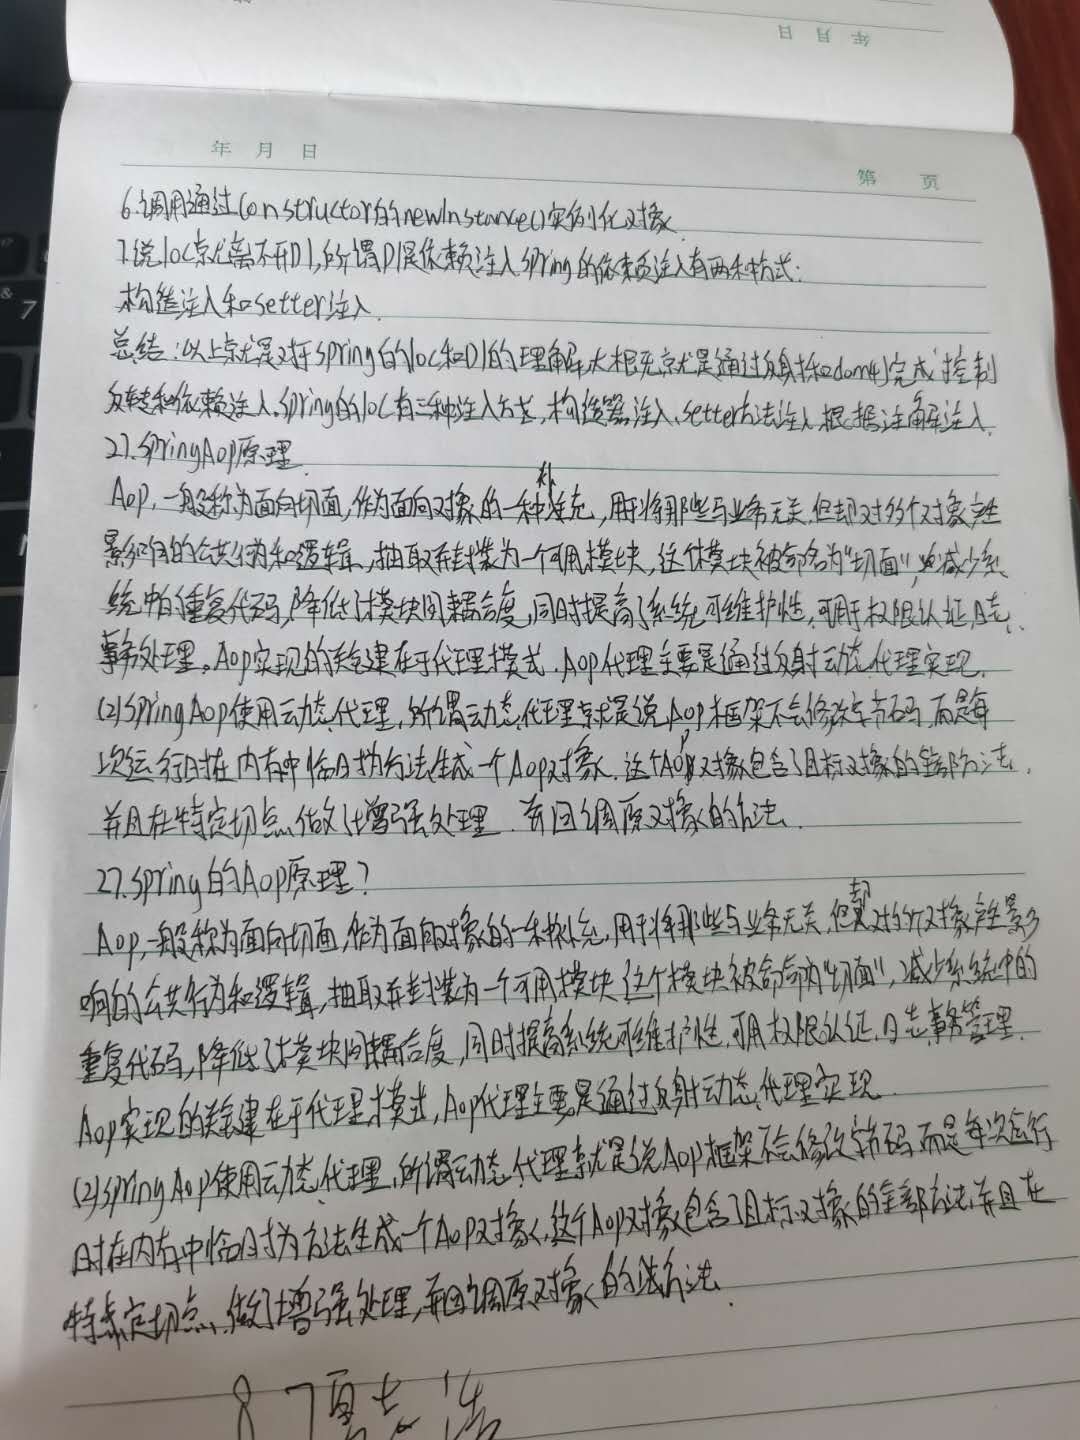 年 月 日
年 月 日
第 页
6.调用通过Constructor的newInstance()实例化对象.
7.说Ioc就离不开DI,所谓DI是依赖注入.spring的依赖注入有两种方式:
构造注入和setter注入.
总结:以上就是对于spring的Ioc和DI的理解,大概无就是通过反射和dom4j完成控制
反转和依赖注入.spring的Ioc有三种注入方式,构造器注入、setter方法注入,根据注解注入.
27.SpringAop原理.
Aop,一般称为面向切面,作为面向对象的一种补充,用于将那些与业务无关,但却对多个对象产生
影响的公共行为和逻辑,抽取并封装为一个可用模块,这个模块被命名为"切面",减少系
统中的重复代码,降低了模块间耦合度,同时提高了系统可维护性,可用于权限认证,日志、
事务处理。Aop实现的关键在于代理模式.Aop代理主要是通过反射动态代理实现.
(2)SpringAop使用动态代理,所谓动态代理就是说,Aop框架不会修改字节码,而是每
次运行时在内存中临时为方法生成一个Aop对象.这个Aop对象包含了目标对象的全部方法,
并且在特定切点做了增强处理.并回调原对象的方法.
27.spring的Aop原理?
Aop,一般称为面向切面,作为面向对象的一种补充,用于将那些与业务无关,但却对多个对象产生影
响的公共行为和逻辑,抽取并封装为一个可用模块,这个模块被命名为"切面",减少系统中的
重复代码,降低了模块间耦合度,同时提高系统可维护性,可用权限认证,日志,事务管理.
Aop实现的关键在于代理模式,Aop代理主要是通过反射动态代理实现.
(2)SpringAop使用动态代理,所谓动态代理就是说Aop框架不会修改字节码,而是每次运行
时在内存中临时为方法生成一个Aop对象,这个Aop对象包含了目标对象的全部方法,并且在
特定切点,做了增强处理,并回调原对象的方法.